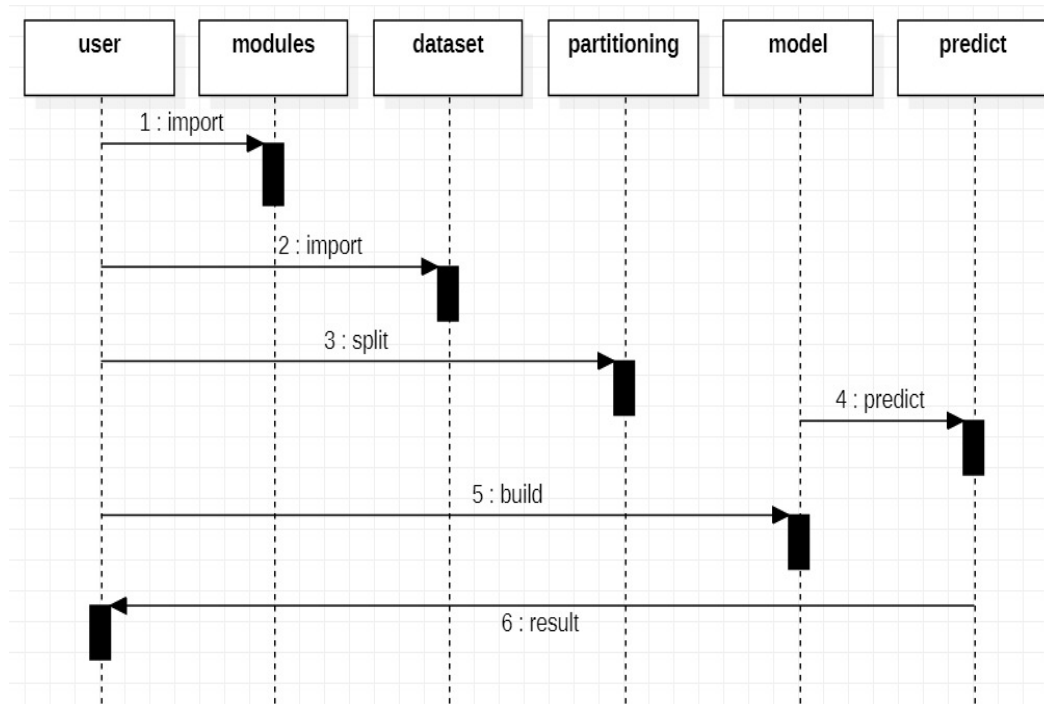 user
modules
dataset
partitioning
model
predict
1 : import
2 : import
3 : split
4 : predict
5 : build
6 : result